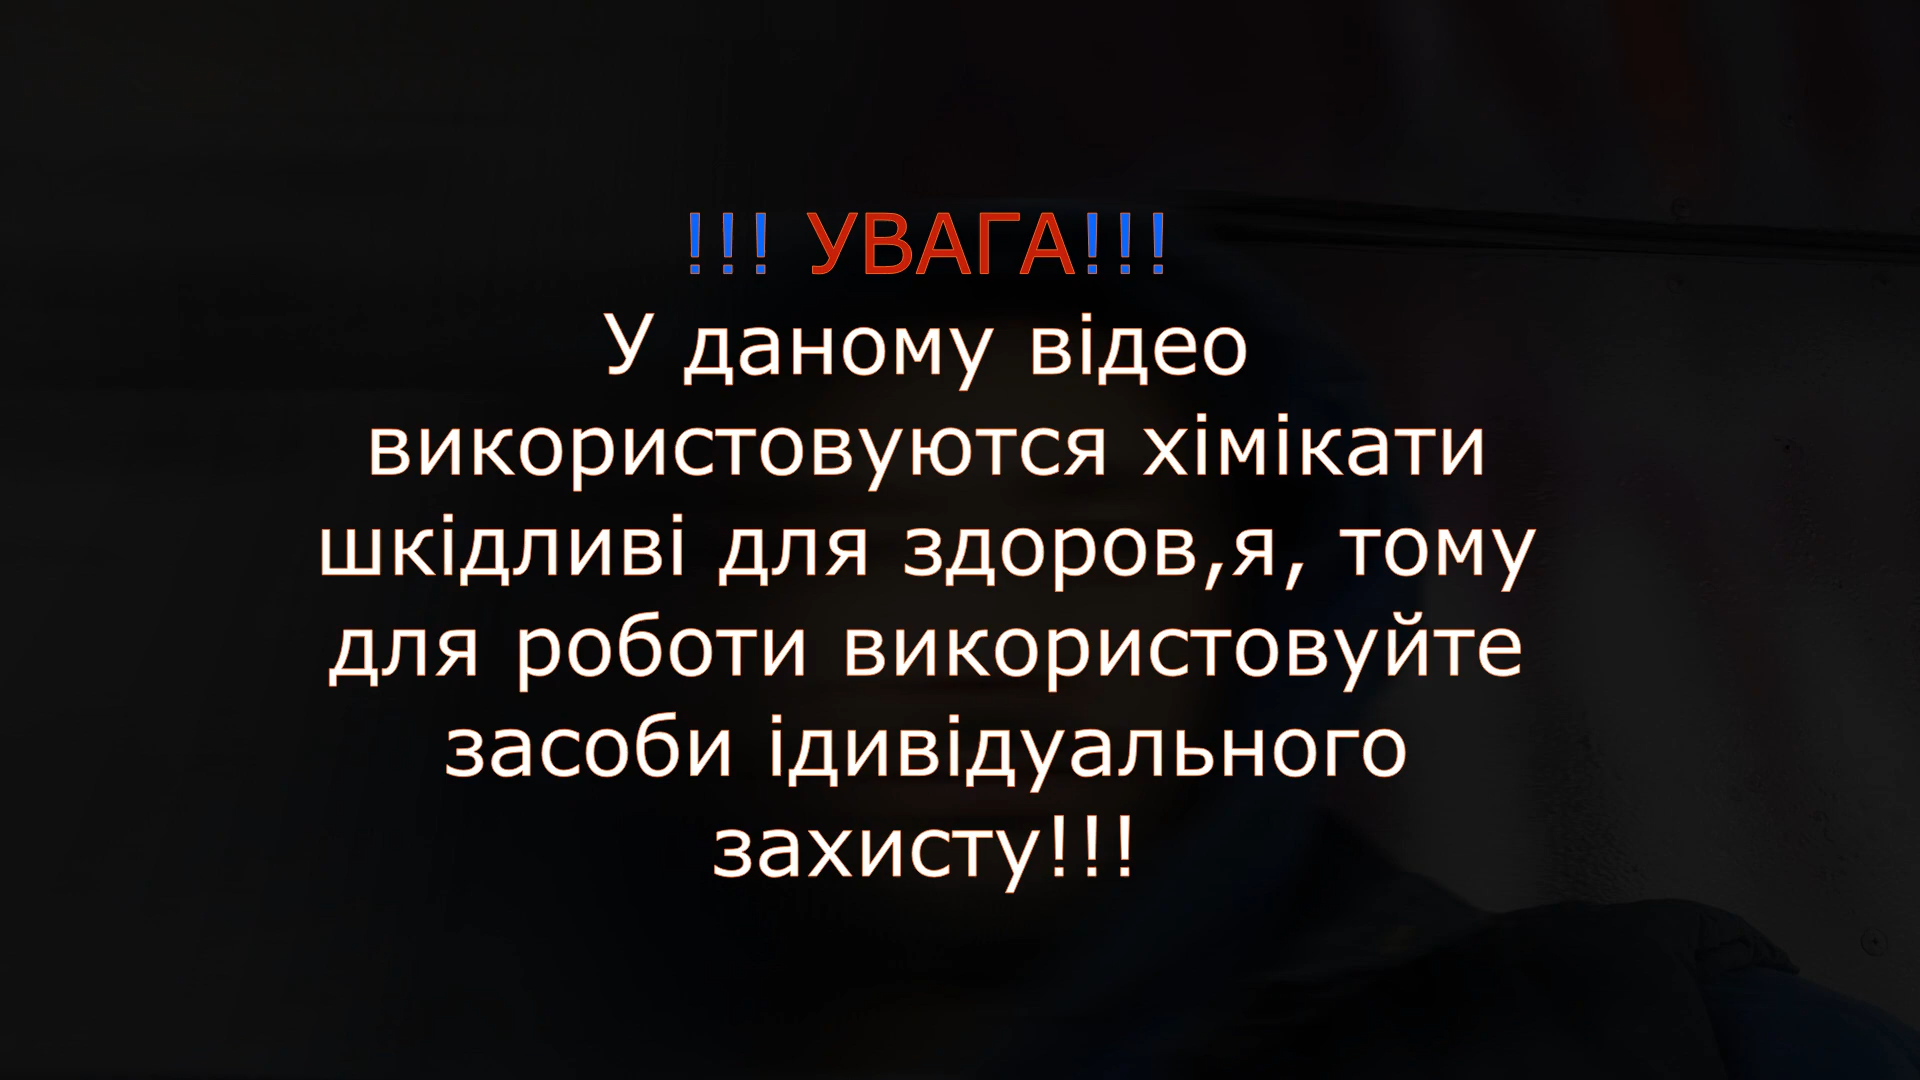 !!! УВАГА!!!
У даному відео
використовуются хімікати
шкідливі для здоров,я, тому
для роботи використовуйте
засоби ідивідуального
захисту!!!